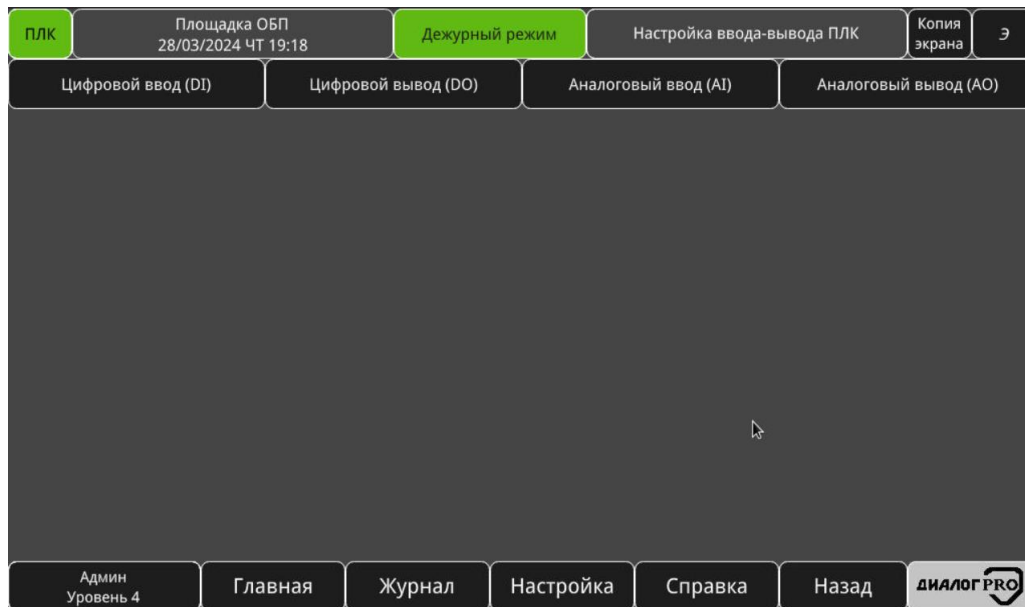 ПЛК
Площадка ОБП
28/03/2024 ЧТ 19:18
Дежурный режим
Настройка ввода-вывода ПЛК
Копия
экрана
Э
Цифровой ввод (DI)
Цифровой вывод (DO)
Аналоговый ввод (AI)
Аналоговый вывод (AO)
Админ
Уровень 4
Главная
Журнал
Настройка
Справка
Назад
ДИАЛОГ PRO